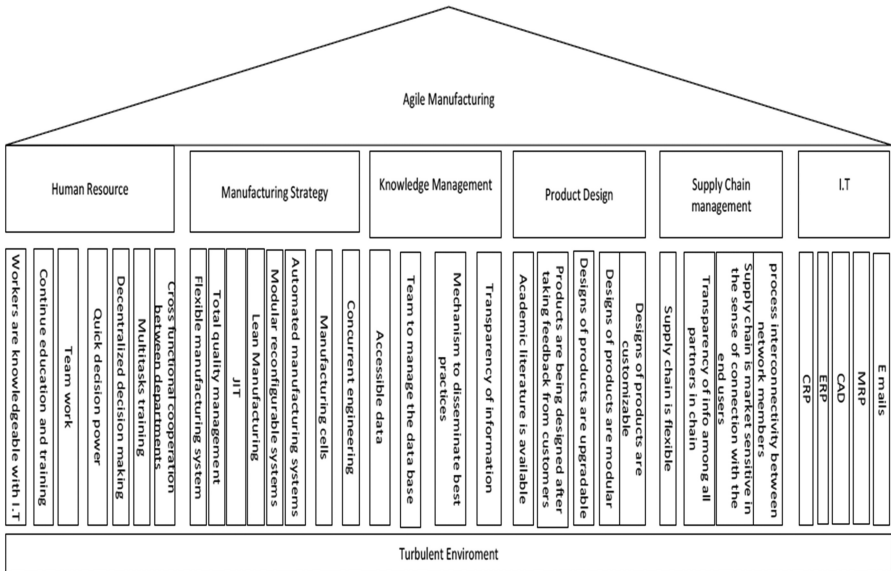 Agile Manufacturing
Human Resource
Manufacturing Strategy
Knowledge Management
Product Design
Supply Chain
management
I.T
Workers are knowledgeable with I.T
Continue education and training
Team work
Quick decision power
Decentralized decision making
Multitasks training
Cross functional cooperation
between departments
Flexible manufacturing system
Total quality management
JIT
Lean Manufacturing
Modular reconfigurable systems
Automated manufacturing systems
Manufacturing cells
Concurrent engineering
Accessible data
Team to manage the data base
Mechanism to disseminate best
practices
Transparency of information
Academic literature is available
Products are being designed after
taking feedback from customers
Designs of products are upgradable
Designs of products are modular
Designs of products are
customizable
Supply chain is flexible
Transparency of info among all
partners in chain
Supply chain is market sensitive in
the sense of connection with the
end users
process interconnectivity between
network members
CRP
ERP
CAD
MRP
E mails
Turbulent Enviroment